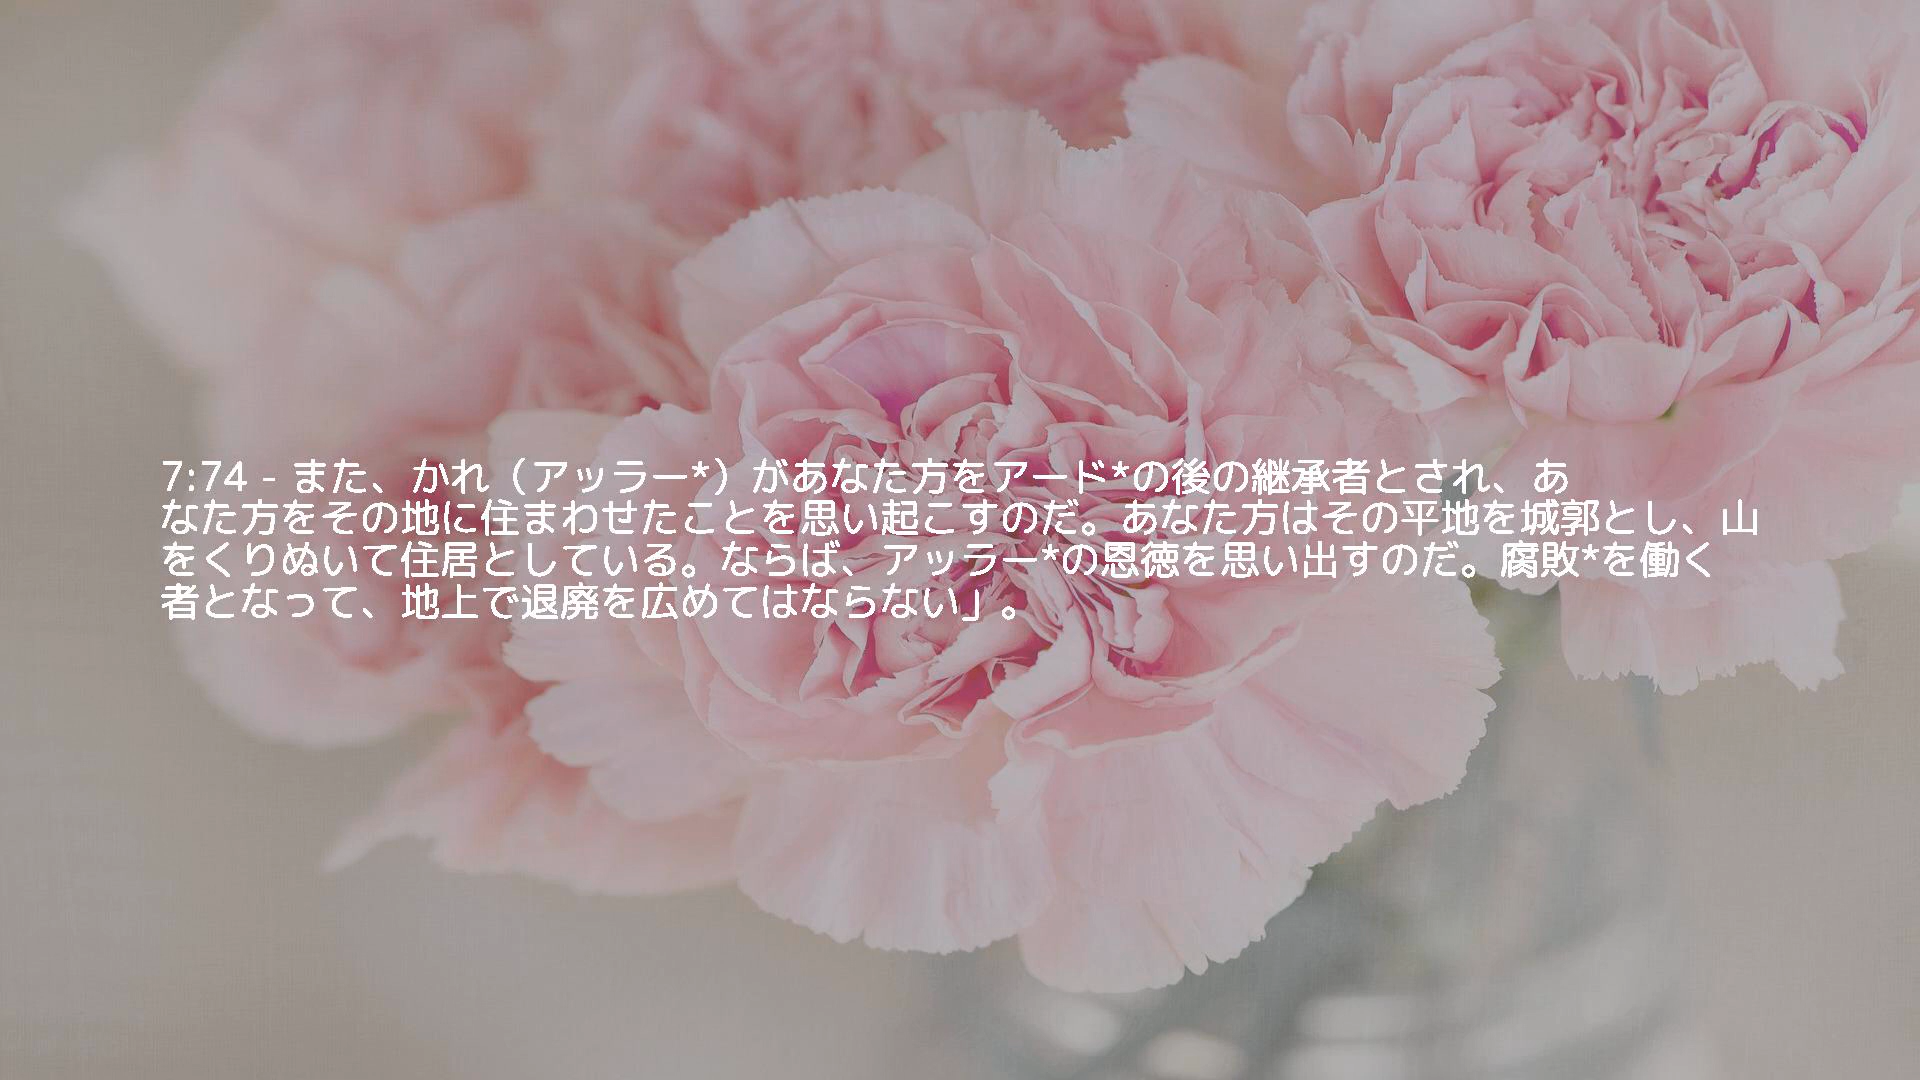 7:74 - また、かれ（アッラー*）があなた方をアード*の後の継承者とされ、あ
なた方をその地に住まわせたことを思い起こすのだ。あなた方はその平地を城郭とし、山
をくりぬいて住居としている。ならば、アッラー*の恩徳を思い出すのだ。腐敗*を働く
者となって、地上で退廃を広めてはならない」。